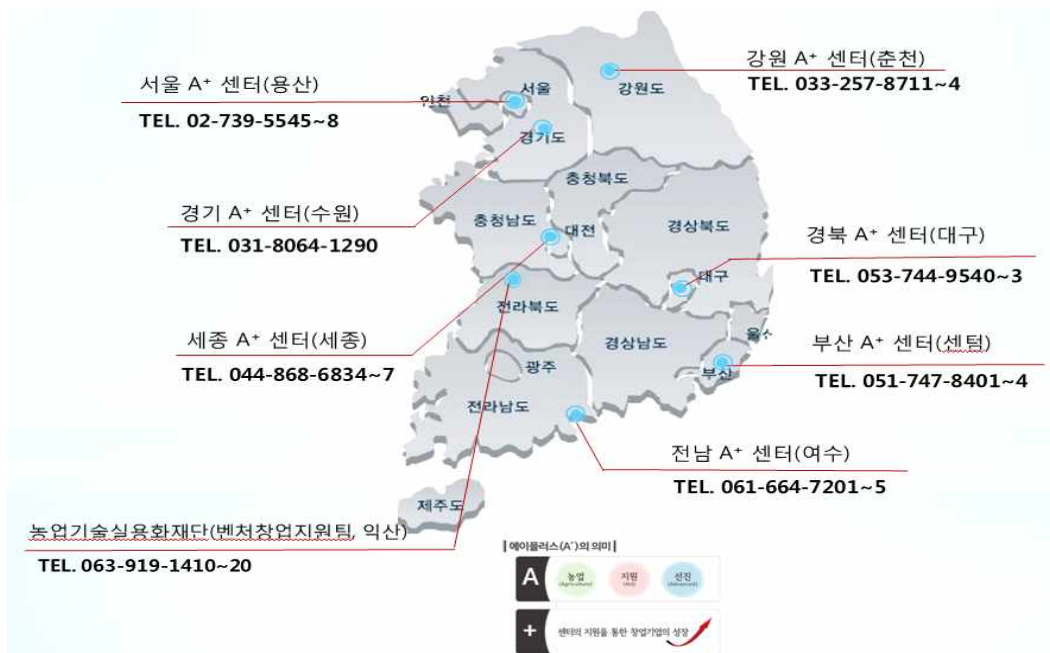 강원 A⁺ 센터(춘천)
TEL. 033-257-8711~4
서울 A⁺ 센터(용산)
TEL. 02-739-5545~8
인천
서울
강원도
경기도
충청북도
경기 A⁺ 센터(수원)
TEL. 031-8064-1290
충청남도
대전
경상북도
경북 A⁺ 센터(대구)
TEL. 053-744-9540~3
대구
전라북도
세종 A⁺ 센터(세종)
TEL. 044-868-6834~7
경상남도
부산 A⁺ 센터(센텀)
TEL. 051-747-8401~4
광주
부산
전라남도
전남 A⁺ 센터(여수)
TEL. 061-664-7201~5
제주도
농업기술실용화재단(벤처창업지원팀, 익산)
TEL. 063-919-1410~20
에이플러스(A⁺)의 의미
A
농업
(Agriculture)
지원
(Aid)
선진
(Advanced)
+
센터의 지원을 통한 창업기업의 성장